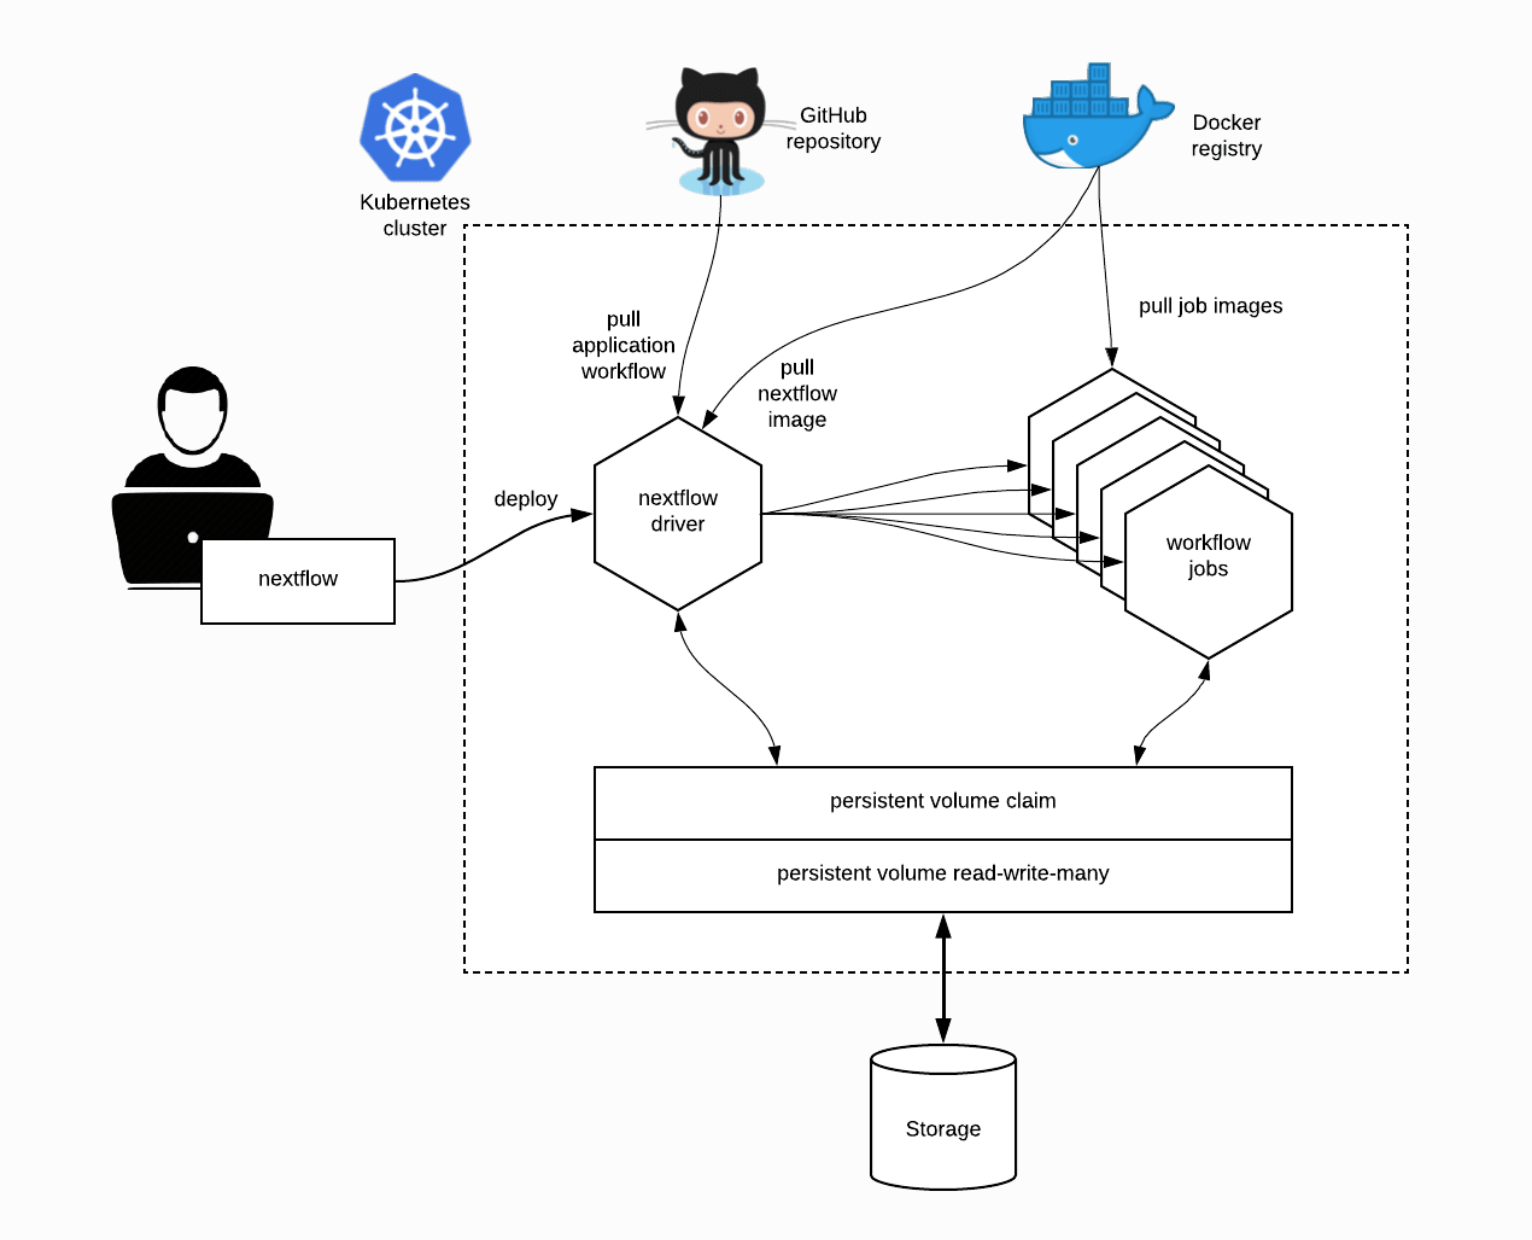 GitHub
repository
Docker
registry
Kubernetes
cluster
pull job images
pull
application
workflow
pull
nextflow
image
deploy
nextflow
driver
workflow
jobs
nextflow
persistent volume claim
persistent volume read-write-many
Storage